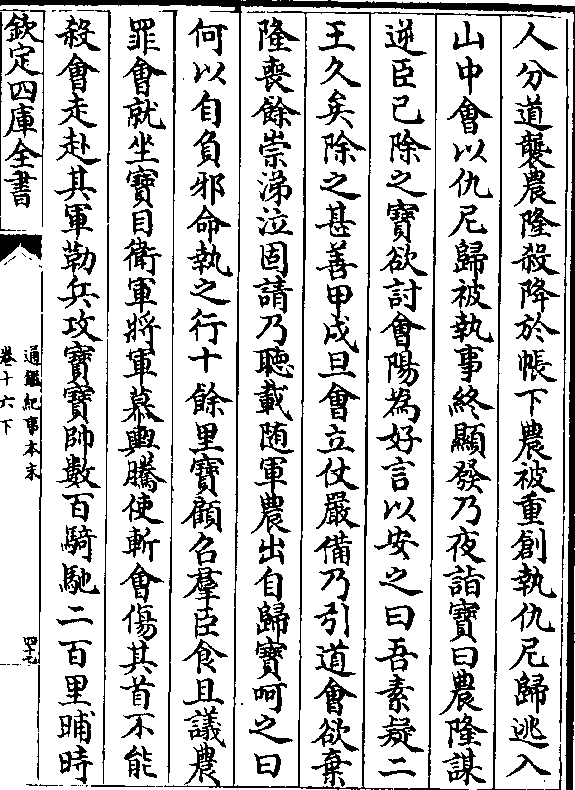 人分道襲農隆殺隆於帳下農被重創執仇尼歸逃入
山中會以仇尼歸被執事終顯發乃夜詣寶曰農隆謀
逆臣已除之寶欲討會陽為好言以安之曰吾素疑二
王久矣除之甚善甲戌旦會立仗嚴備乃引道會欲棄
隆喪餘崇涕泣固請乃聽載随軍農出自歸寶呵之曰
何以自負邪命執之行十餘里寶顧召羣臣食且議農
罪會就坐寶目衛軍將軍慕輿騰使斬會傷其首不能
殺會走赴其軍勒兵攻寶寶帥數百騎馳二百里晡時
欽定四庫全書
通鑑紀事本末
卷十六下
四十七